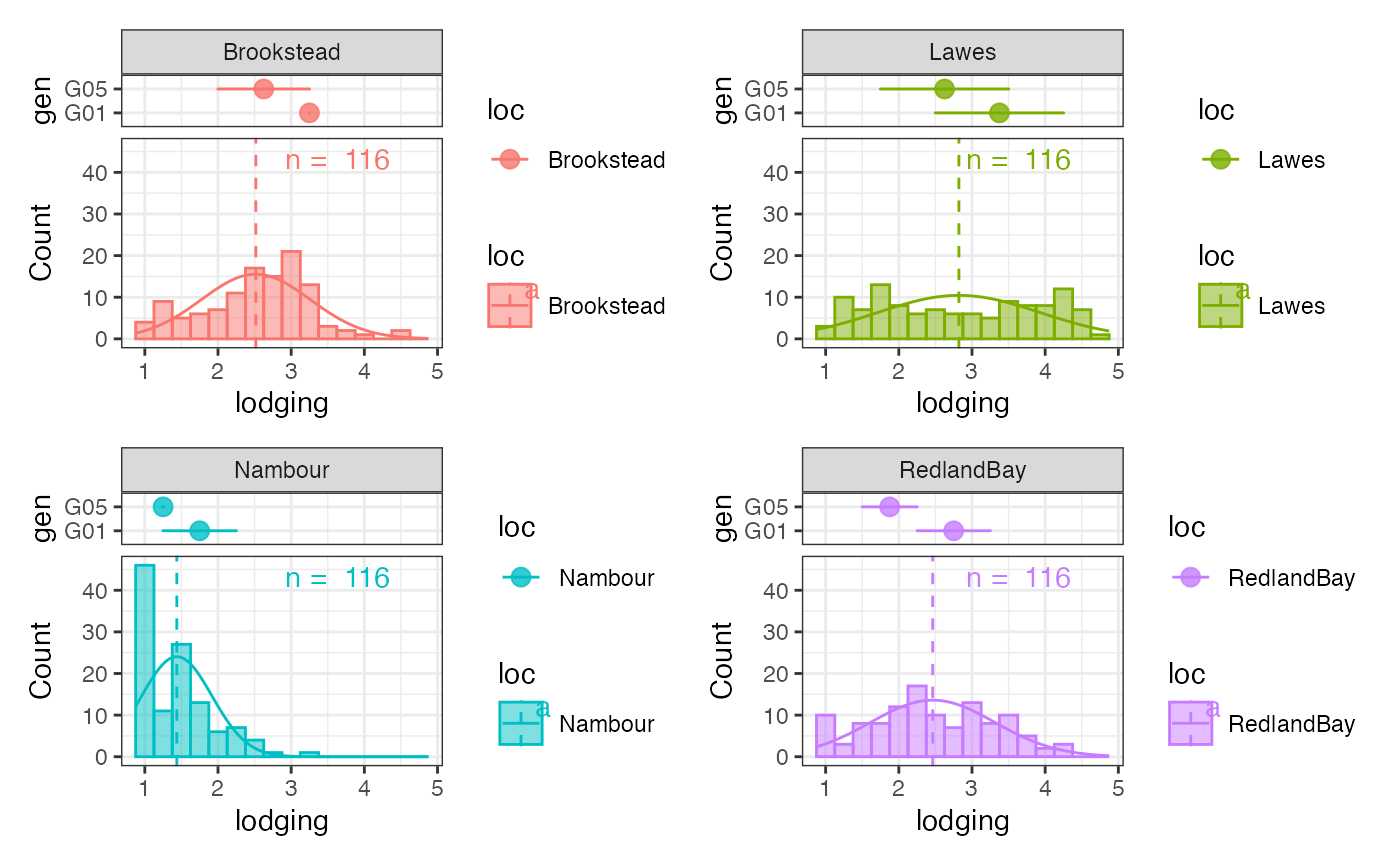 Brookstead
gen
G05
G01
loc
Brookstead
Count
n = 116
40
30
20
10
0
loc
a
Brookstead
1 2 3 4 5
lodging
Lawes
gen
G05
G01
loc
Lawes
Count
n = 116
40
30
20
10
0
loc
a
Lawes
1 2 3 4 5
lodging
Nambour
gen
G05
G01
loc
Nambour
Count
n = 116
40
30
20
10
0
loc
a
Nambour
1 2 3 4 5
lodging
RedlandBay
gen
G05
G01
loc
RedlandBay
Count
n = 116
40
30
20
10
0
loc
a
RedlandBay
1 2 3 4 5
lodging